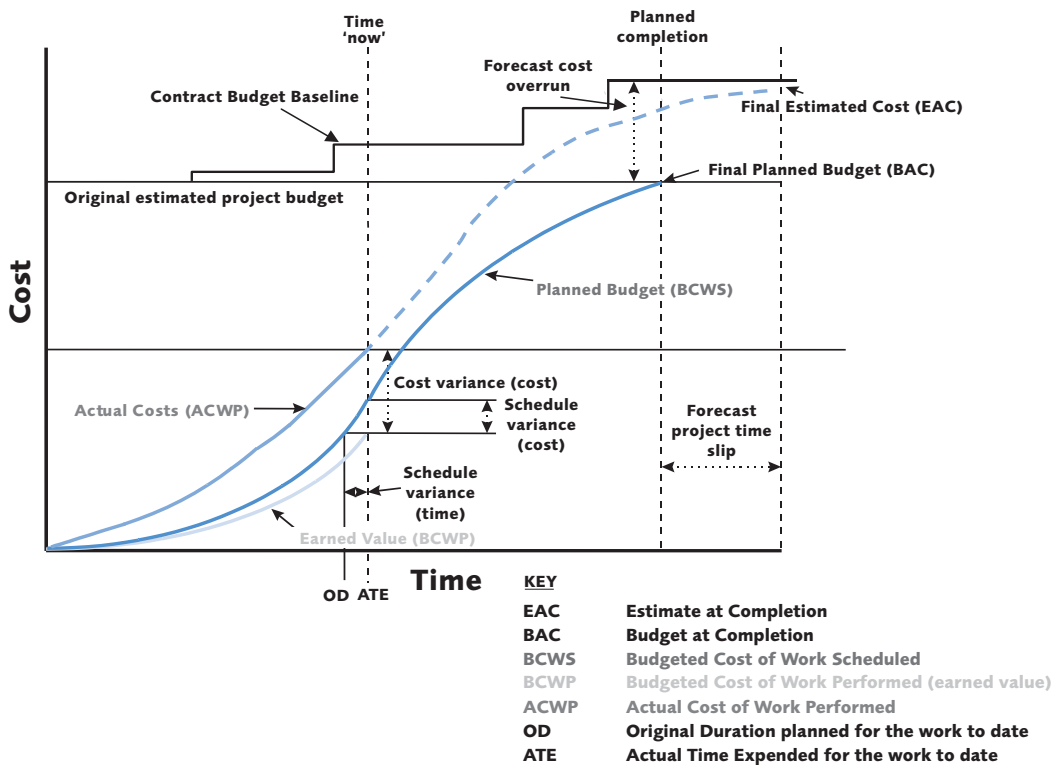 Time
‘now’
Planned
completion
Forecast cost
overrun
Contract Budget Baseline
Final Estimated Cost (EAC)
Final Planned Budget (BAC)
Original estimated project budget
Cost
Planned Budget (BCWS)
Cost variance (cost)
Actual Costs (ACWP)
Schedule
variance
(cost)
Forecast
project time
slip
Schedule
variance
(time)
Earned Value (BCWP)
Time
OD ATE
KEY
EAC Estimate at Completion
BAC Budget at Completion
BCWS Budgeted Cost of Work Scheduled
BCWP Budgeted Cost of Work Performed (earned value)
ACWP Actual Cost of Work Performed
OD Original Duration planned for the work to date
ATE Actual Time Expended for the work to date